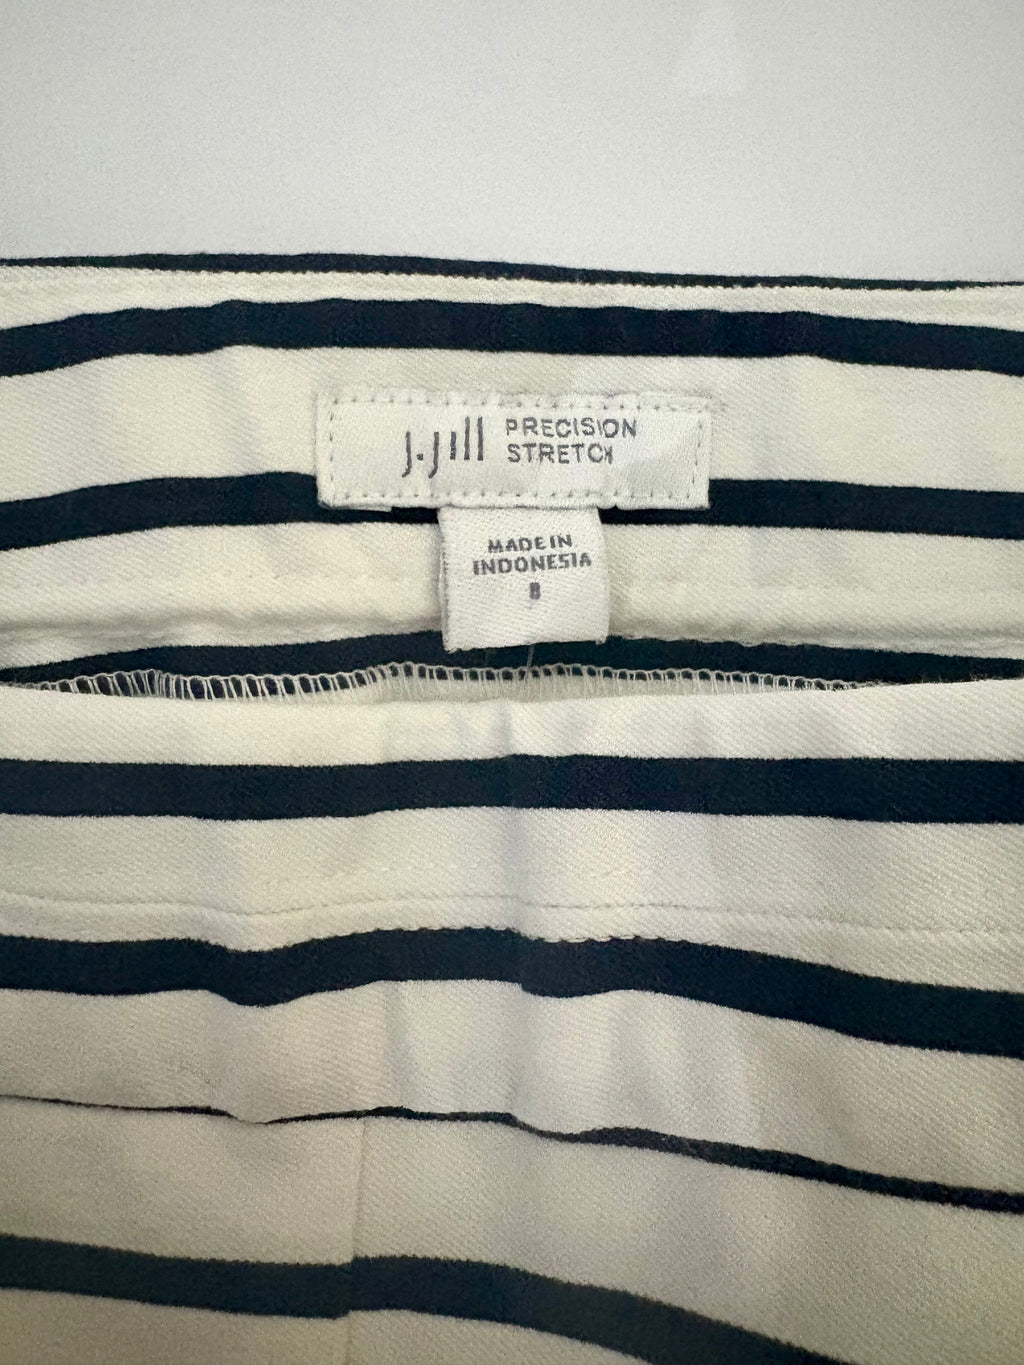 J.Jill PRECISION
STRETCH
MADE IN
INDONESIA
8